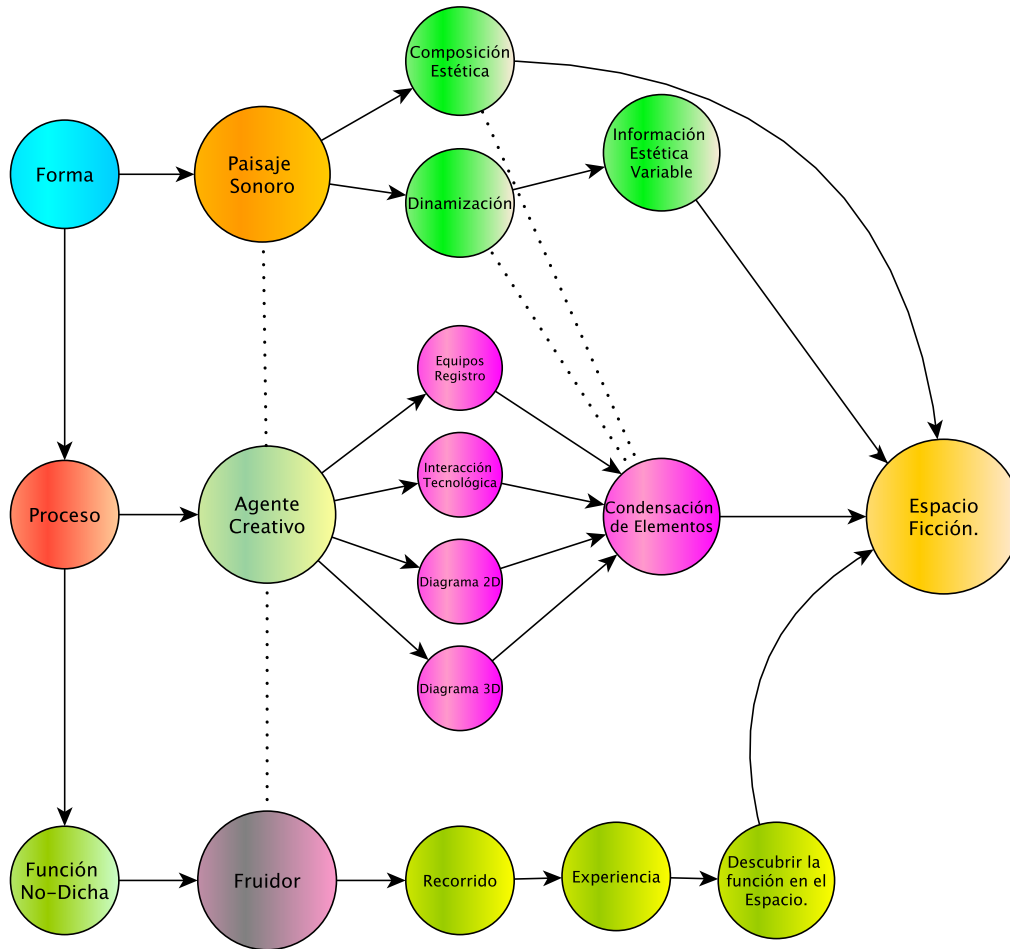 Composición
Estética
Forma
Paisaje
Sonoro
Dinamización
Información
Estética
Variable
Equipos
Registro
Interacción
Tecnológica
Proceso
Agente
Creativo
Diagrama 2D
Diagrama 3D
Condensación
de Elementos
Espacio
Ficción.
Función
No-Dicha
Fruidor
Recorrido
Experiencia
Descubrir la
función en el
Espacio.